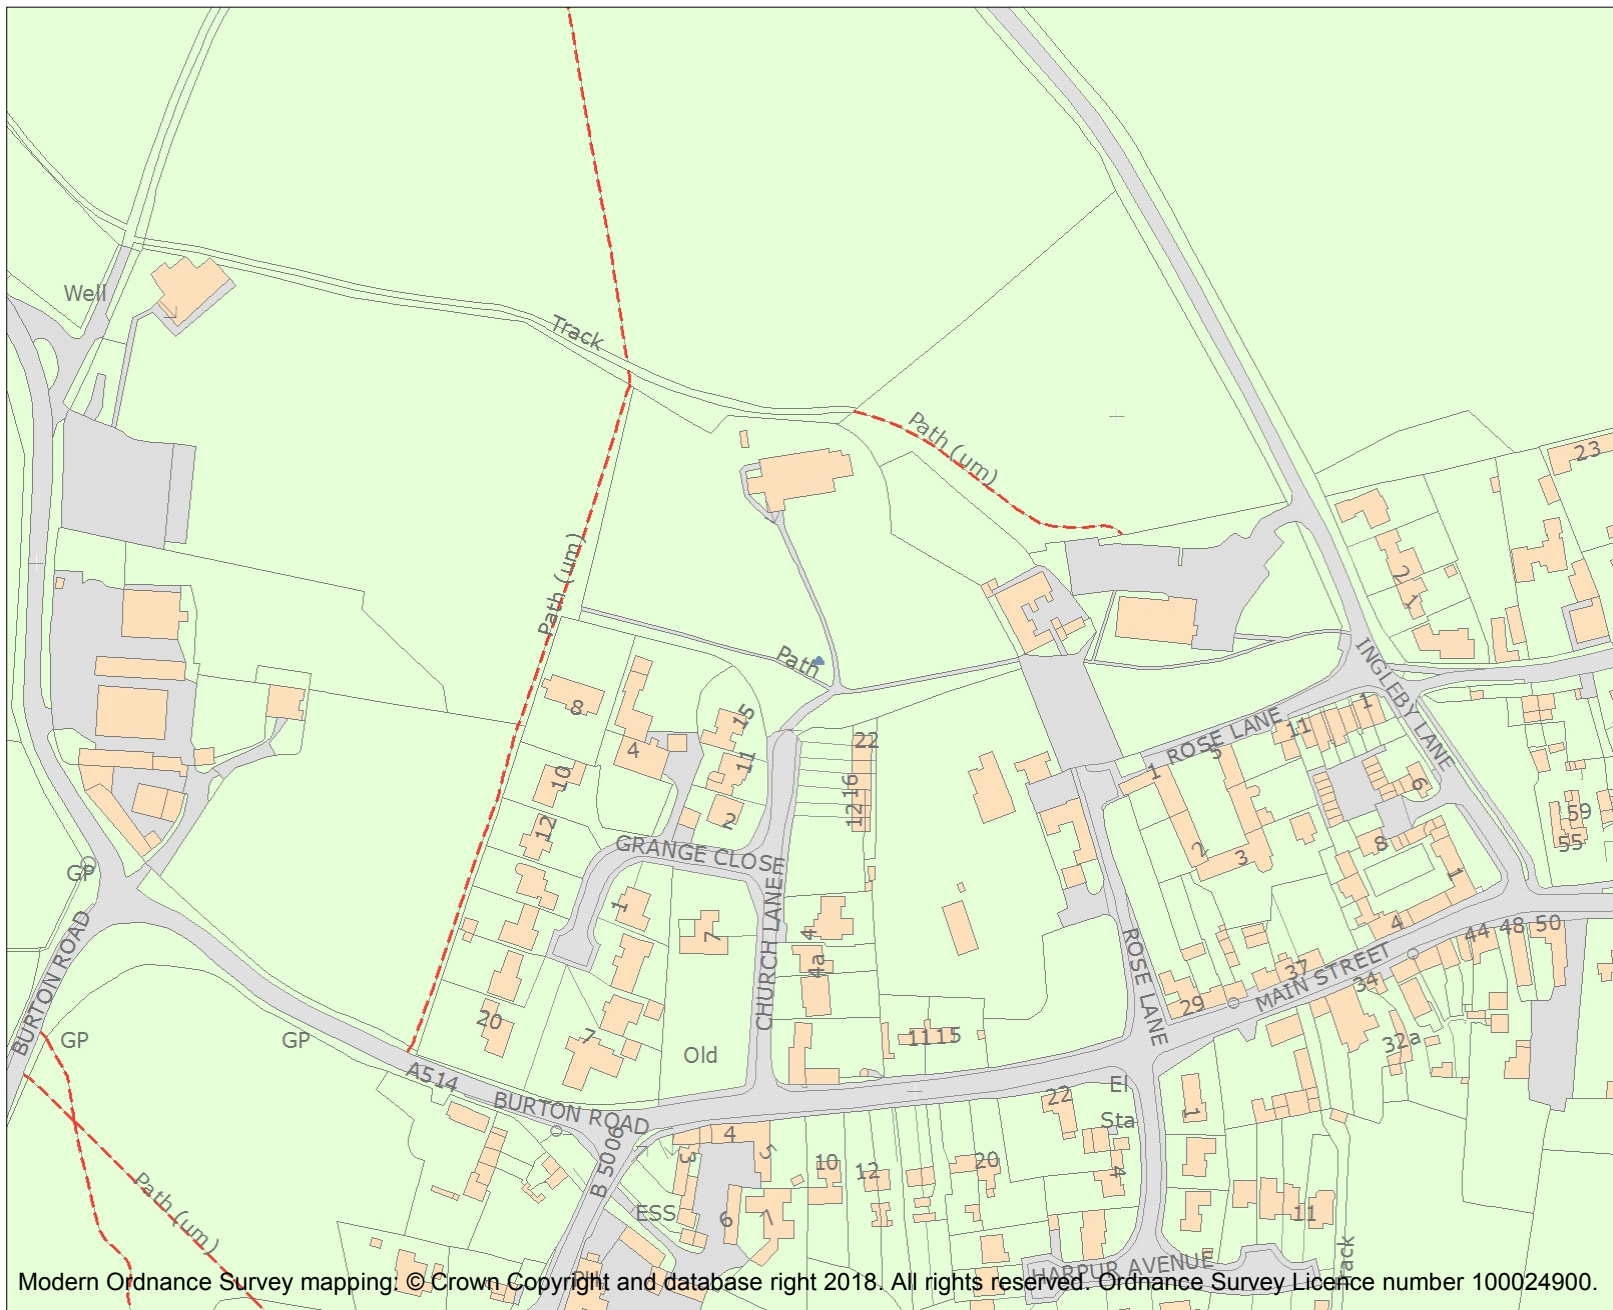 Well
Track
Path (um)
23
Path (um)
2
1
Path
INGLEBY LANE
8
15
4
11
22
1
11
ROSE LANE
5
1
10
16
12
6
2
12
59
GRANGE CLOSE
8
55
2
3
GP
1
1
BURTON ROAD
7
4
4
44 48 50
4a
CHURCH LANE
ROSE LANE
37
MAIN STREET
34
29
20
7
GP
GP
11 15
32a
Old
A514
El
22
BURTON ROAD
1
Sta
4
B 5006
3
5
10
12
20
4
Path (um)
ESS
6
7
11
HARPUR AVENUE
Modern Ordnance Survey mapping: © Crown Copyright and database right 2018. All rights reserved. Ordnance Survey Licence number 100024900.